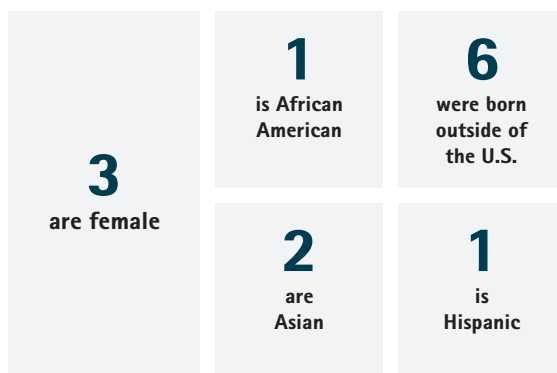 3
are female
1
is African
American
6
were born
outside of
the U.S.
2
are
Asian
1
is
Hispanic